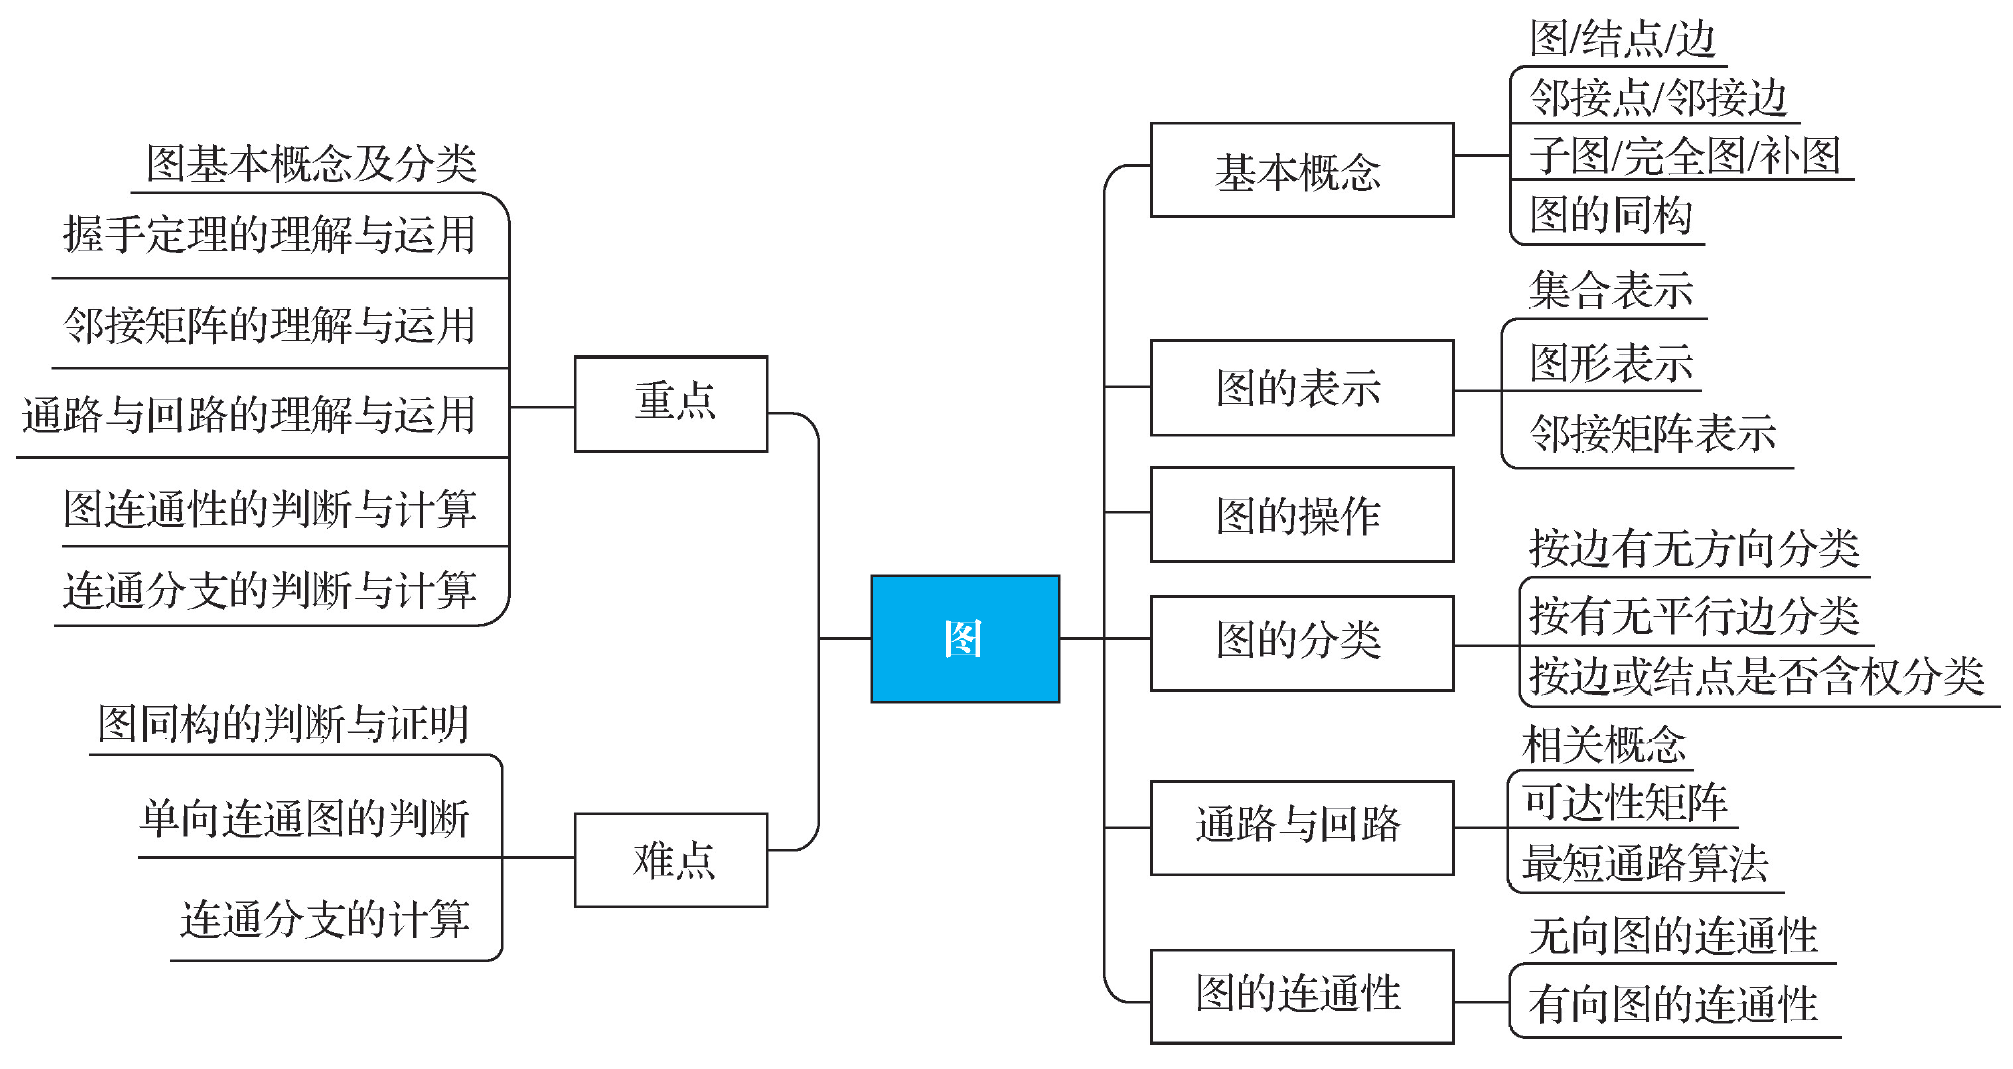 图基本概念及分类
握手定理的理解与运用
邻接矩阵的理解与运用
通路与回路的理解与运用
图连通性的判断与计算
连通分支的判断与计算
重点
图同构的判断与证明
单向连通图的判断
连通分支的计算
难点
图
基本概念
图/结点/边
邻接点/邻接边
子图/完全图/补图
图的同构
图的表示
集合表示
图形表示
邻接矩阵表示
图的操作
图的分类
按边有无方向分类
按有无平行边分类
按边或结点是否含权分类
通路与回路
相关概念
可达性矩阵
最短通路算法
图的连通性
无向图的连通性
有向图的连通性